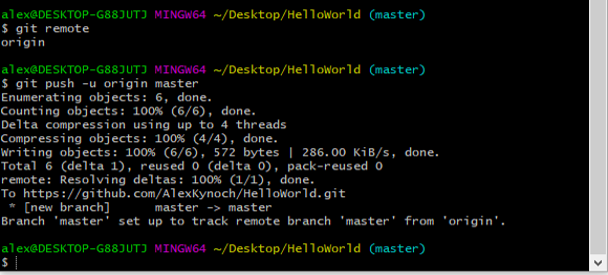 alex@DESKTOP-G88JUTJ MINGW64 ~/Desktop/HelloWorld (master)
$ git remote
origin
alex@DESKTOP-G88JUTJ MINGW64 ~/Desktop/HelloWorld (master)
$ git push -u origin master
Enumerating objects: 6, done.
Counting objects: 100% (6/6), done.
Delta compression using up to 4 threads
Compressing objects: 100% (4/4), done.
Writing objects: 100% (6/6), 572 bytes | 286.00 KiB/s, done.
Total 6 (delta 1), reused 0 (delta 0), pack-reused 0
remote: Resolving deltas: 100% (1/1), done.
To https://github.com/AlexKynoch/HelloWorld.git
 * [new branch]      master -> master
Branch 'master' set up to track remote branch 'master' from 'origin'.
alex@DESKTOP-G88JUTJ MINGW64 ~/Desktop/HelloWorld (master)
$